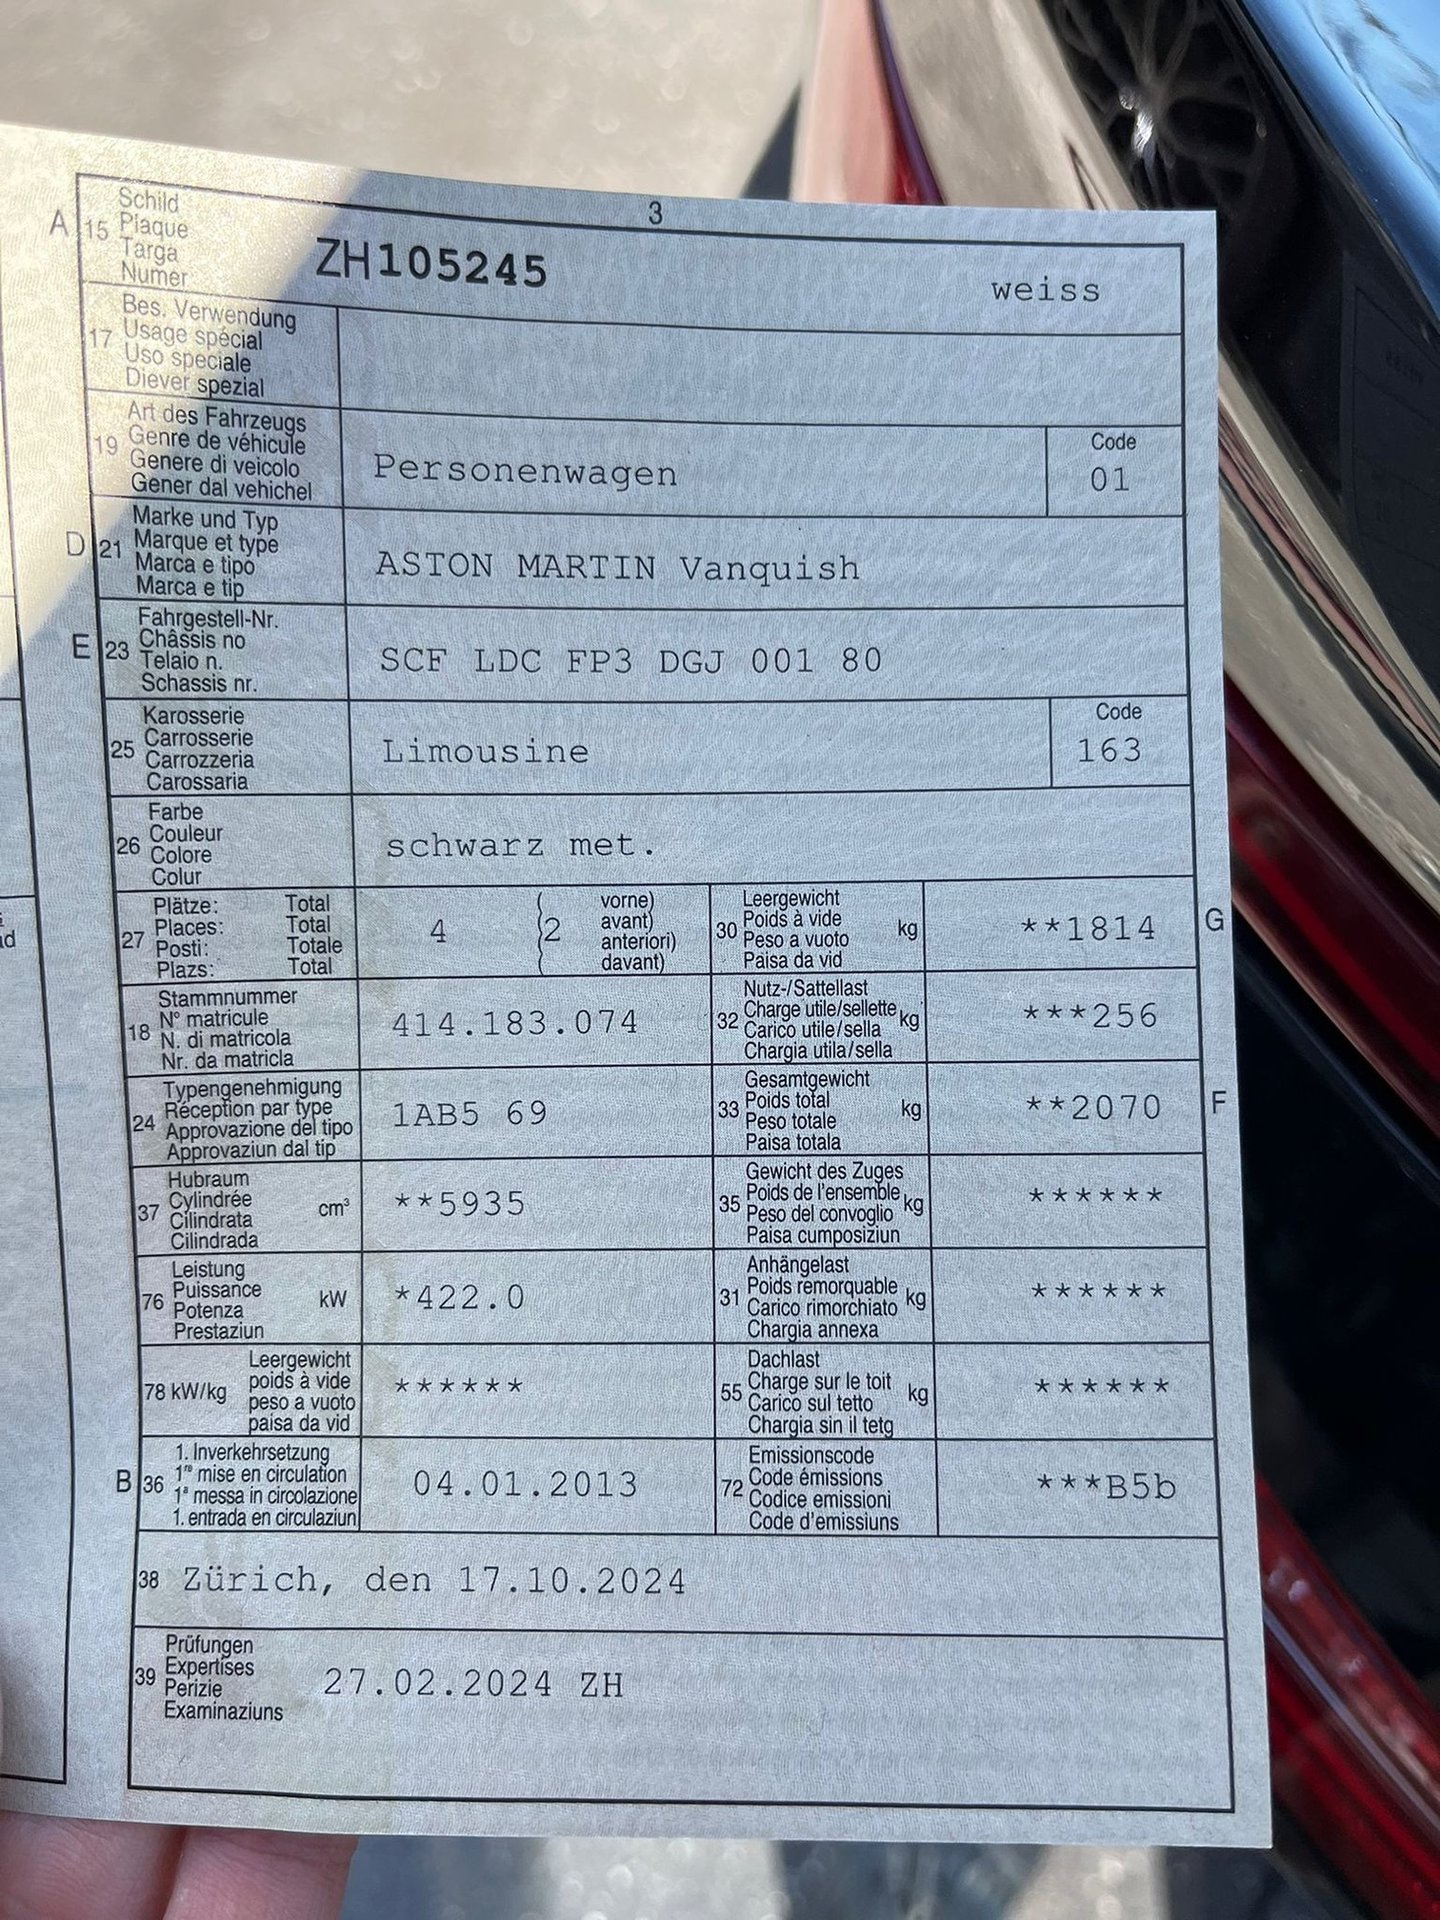 3
A 15 Schild
Plaque
Targa
Numer
ZH105245 weiss
17 Bes. Verwendung
Usage spécial
Uso speciale
Diever spezial
19 Art des Fahrzeugs
Genre de véhicule
Genere di veicolo
Gener dal vehichel
Personenwagen
Code
01
D 21 Marke und Typ
Marque et type
Marca e tipo
Marca e tip
ASTON MARTIN Vanquish
E 23 Fahrgestell-Nr.
Châssis no
Telaio n.
Schassis nr.
SCF LDC FP3 DGJ 001 80
25 Karosserie
Carrosserie
Carrozzeria
Carossaria
Limousine
Code
163
26 Farbe
Couleur
Colore
Colur
schwarz met.
27 Plätze: Total
Places: Total
Posti: Totale
Plazs: Total
4 (2 vorne)
avant)
anteriori)
davant)
30 Leergewicht
Poids à vide
Peso a vuoto
Paisa da vid
kg **1814 G
18 Stammnummer
N° matricule
N. di matricola
Nr. da matricla
414.183.074
32 Nutz-/Sattellast
Charge utile/sellette
Carico utile/sella
Chargia utila/sella
kg ***256
24 Typengenehmigung
Réception par type
Approvazione del tipo
Approvaziun dal tip
1AB5 69
33 Gesamtgewicht
Poids total
Peso totale
Paisa totala
kg **2070 F
37 Hubraum
Cylindrée
Cilindrata
Cilindrada
cm³ **5935
35 Gewicht des Zuges
Poids de l'ensemble
Peso del convoglio
Paisa cumposiziun
kg ******
76 Leistung
Puissance
Potenza
Prestaziun
kW *422.0
31 Anhängelast
Poids remorquable
Carico rimorchiato
Chargia annexa
kg ******
78 kW/kg Leergewicht
poids à vide
peso a vuoto
paisa da vid
******
55 Dachlast
Charge sur le toit
Carico sul tetto
Chargia sin il tetg
kg ******
B 36 1. Inverkehrsetzung
1re mise en circulation
1a messa in circolazione
1. entrada en circulaziun
04.01.2013
72 Emissionscode
Code émissions
Codice emissioni
Code d'emissiuns
***B5b
38 Zürich, den 17.10.2024
39 Prüfungen
Expertises
Perizie
Examinaziuns
27.02.2024 ZH